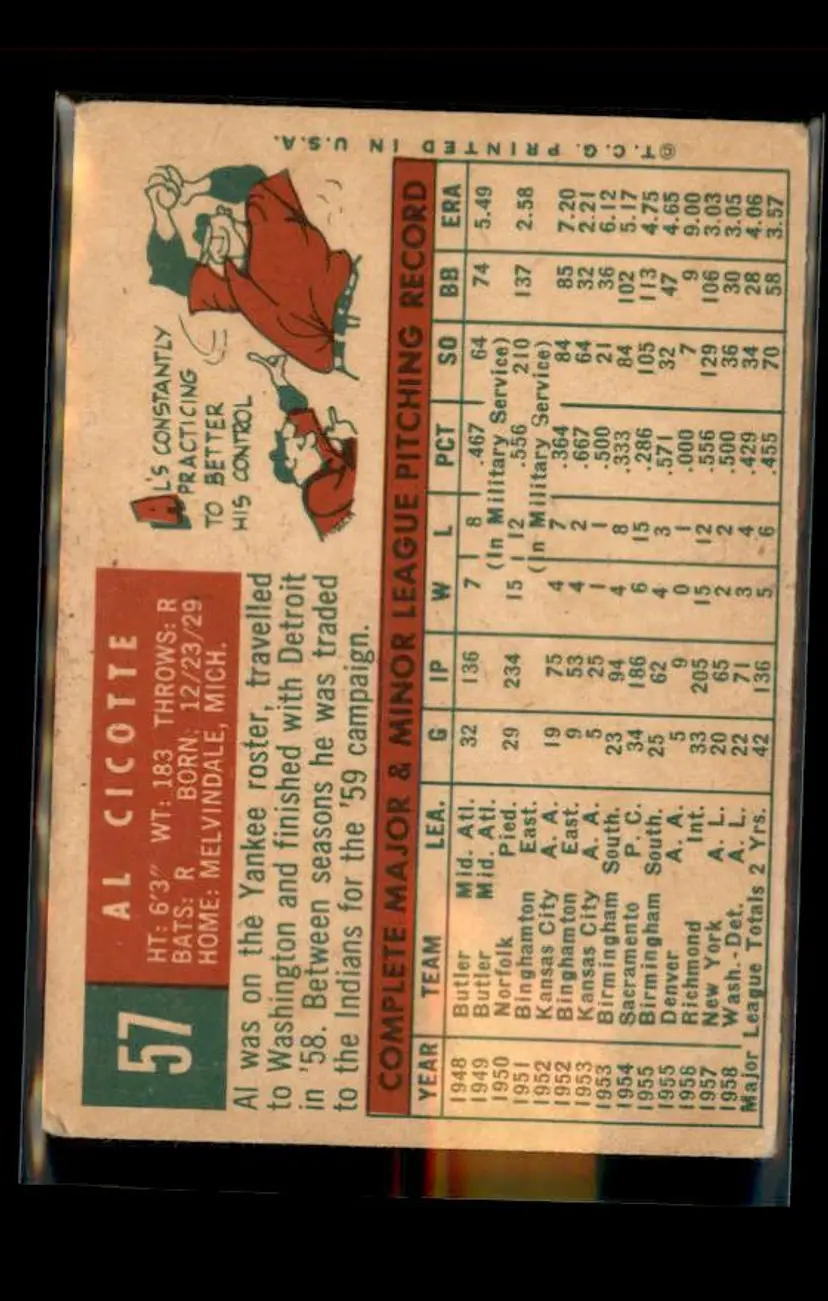 57
AL CICOTTE
HT: 6'3" WT: 183 THROWS: R
BATS: R BORN: 12/23/29
HOME: MELVINDALE, MICH.
AL'S CONSTANTLY
PRACTICING
TO BETTER
HIS CONTROL
Al was on the Yankee roster, travelled
to Washington and finished with Detroit
in '58. Between seasons he was traded
to the Indians for the '59 campaign.
COMPLETE MAJOR & MINOR LEAGUE PITCHING RECORD
YEAR TEAM LEA. G IP W L PCT SO BB ERA
1948 Butler Mid. Atl. 32 136 7 8 .467 64 74 5.49
1949 Butler Mid. Atl. (In Military Service)
1950 Norfolk Pied. 29 234 15 12 .556 210 137 2.58
1951 Binghamton East. (In Military Service)
1952 Kansas City A. A. 19 75 4 7 .364 84 85 7.20
1952 Binghamton East. 9 53 4 2 .667 64 32 2.21
1953 Kansas City A. A. 5 25 1 1 .500 21 36 6.12
1953 Birmingham South. 23 94 4 8 .333 84 102 5.17
1954 Sacramento P. C. 34 186 6 15 .286 105 113 4.75
1955 Birmingham South. 25 62 4 3 .571 32 47 4.65
1955 Denver A. A. 5 9 0 1 .000 7 9 9.00
1956 Richmond Int. 33 205 15 12 .556 129 106 3.03
1957 New York A. L. 20 65 2 2 .500 36 30 3.05
1958 Wash.-Det. A. L. 22 71 3 4 .429 34 28 4.06
Major League Totals 2 Yrs. 42 136 5 6 .455 70 58 3.57
©T.C.G. PRINTED IN U.S.A.